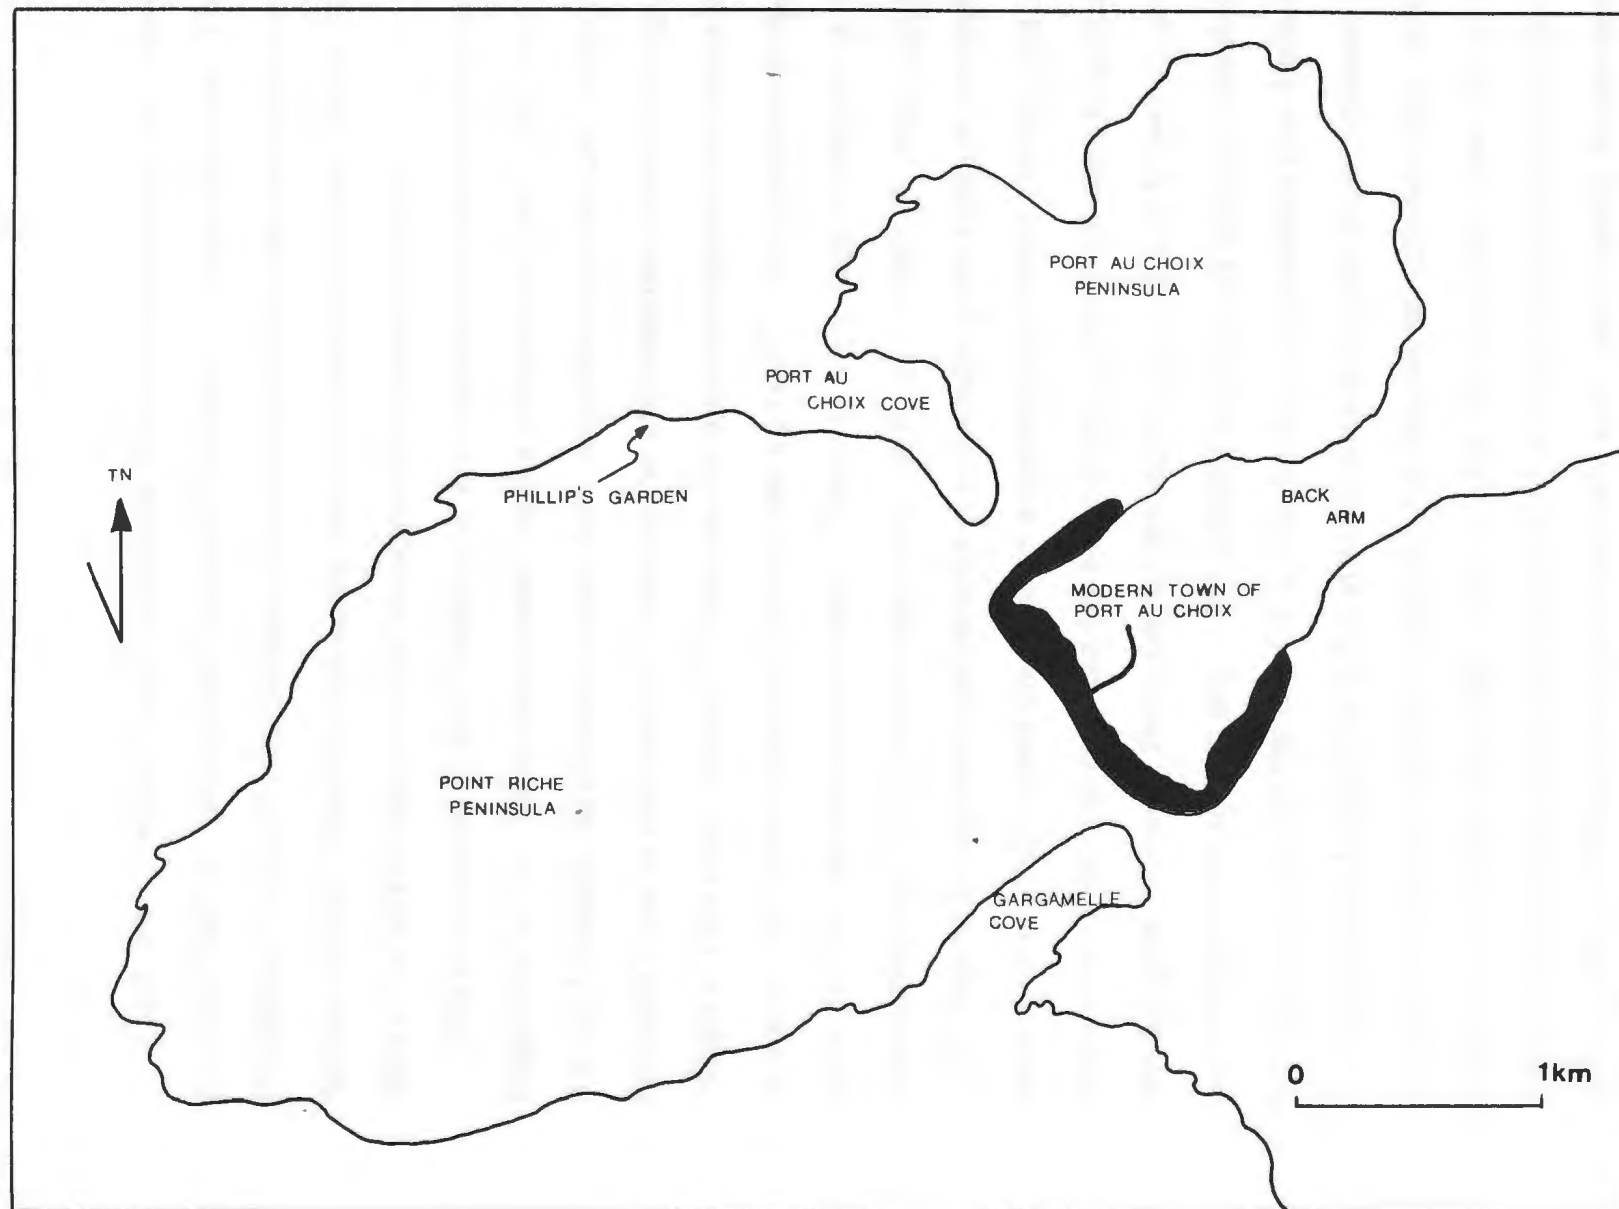 PORT AU CHOIX
PENINSULA
PORT AU
CHOIX COVE
TN
PHILLIP'S GARDEN
BACK
ARM
MODERN TOWN OF
PORT AU CHOIX
POINT RICHE
PENINSULA
GARGAMELLE
COVE
0 1km